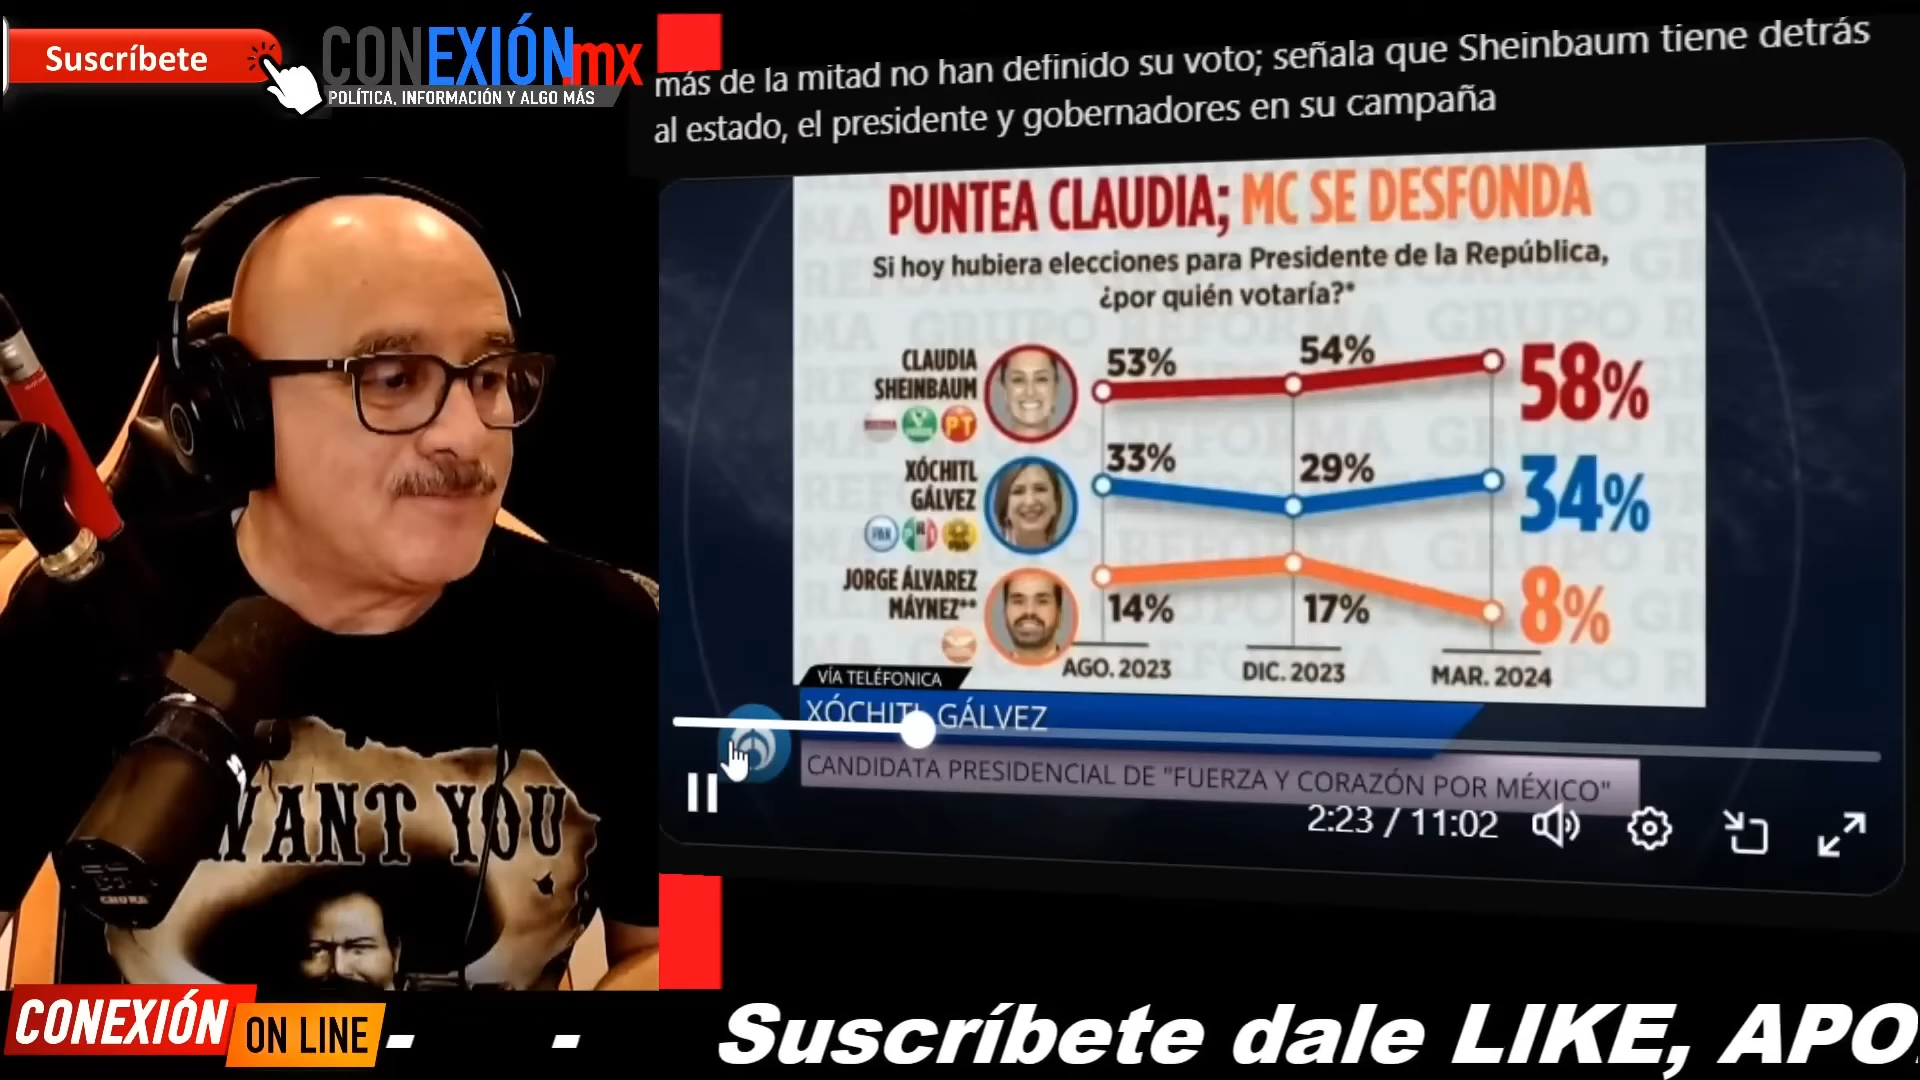 Suscríbete
CONEXIÓN.mx
POLÍTICA, INFORMACIÓN Y ALGO MÁS
más de la mitad no han definido su voto; señala que Sheinbaum tiene detrás
al estado, el presidente y gobernadores en su campaña
PUNTEA CLAUDIA; MC SE DESFONDA
Si hoy hubiera elecciones para Presidente de la República,
¿por quién votaría?*
CLAUDIA
SHEINBAUM
PT
53%
54%
58%
XÓCHITL
GÁLVEZ
PAN
33%
29%
34%
JORGE ÁLVAREZ
MÁYNEZ**
14%
17%
8%
AGO. 2023
DIC. 2023
MAR. 2024
VÍA TELÉFONICA
XÓCHITL GÁLVEZ
CANDIDATA PRESIDENCIAL DE "FUERZA Y CORAZÓN POR MÉXICO"
2:23 / 11:02
WANT YOU
CONEXIÓN
ON LINE
- - Suscríbete dale LIKE, APO